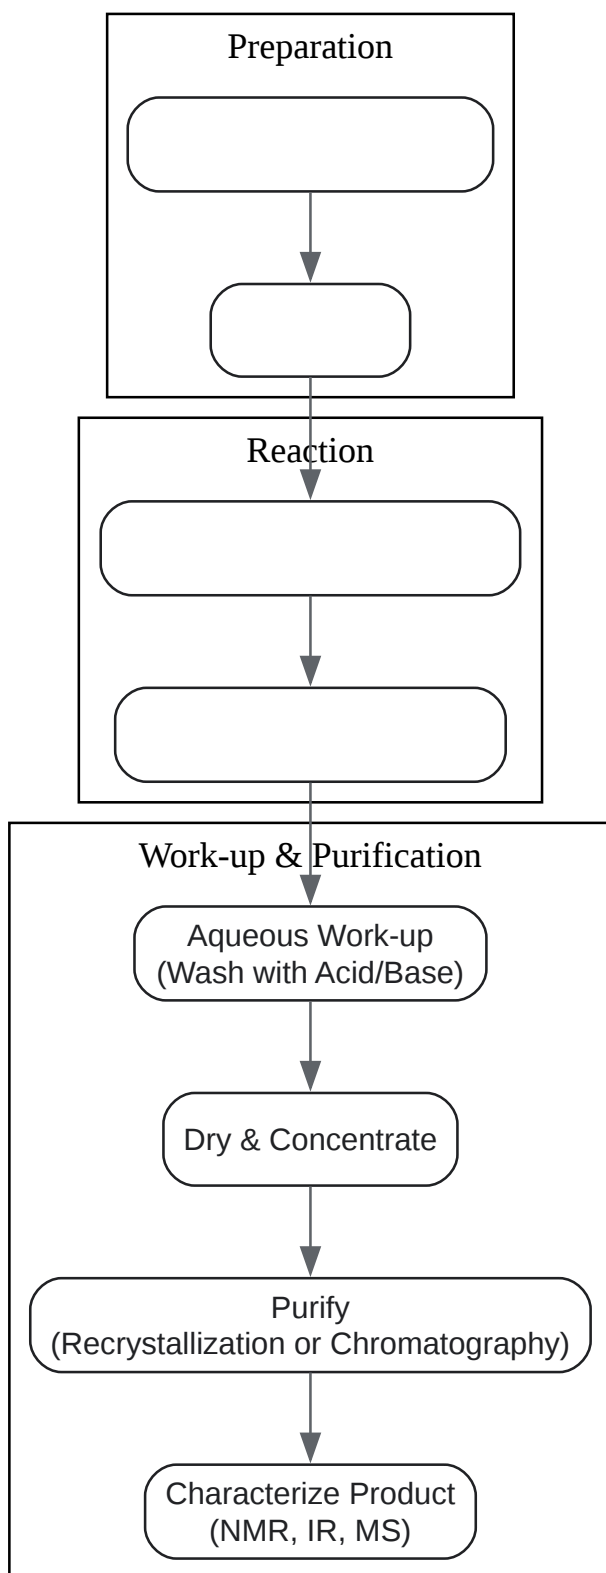 Preparation
Reaction
Work-up & Purification
Aqueous Work-up
(Wash with Acid/Base)
Dry & Concentrate
Purify
(Recrystallization or Chromatography)
Characterize Product
(NMR, IR, MS)